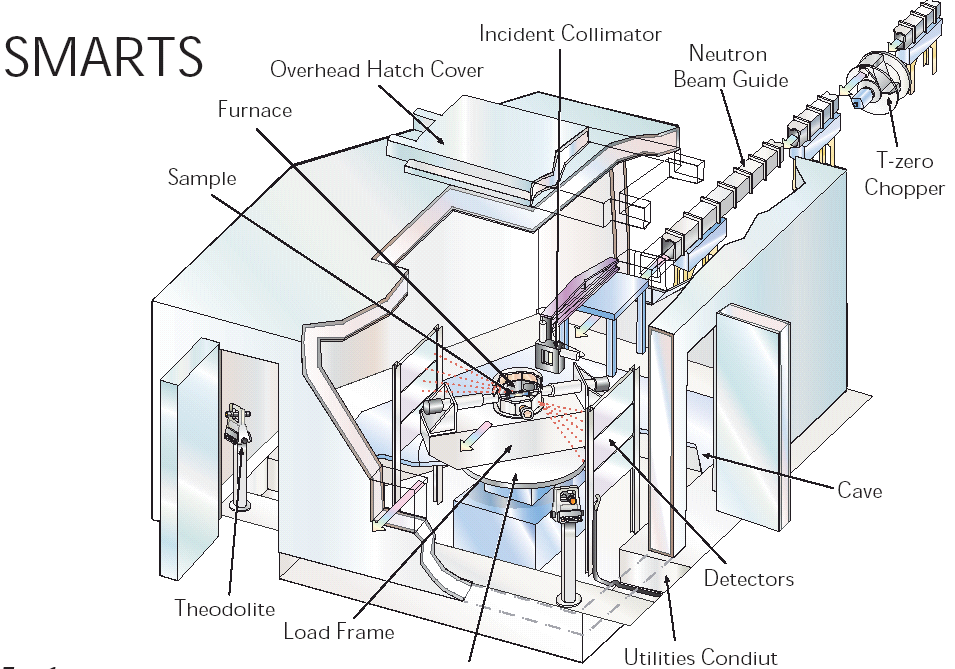 SMARTS
Incident Collimator
Overhead Hatch Cover
Neutron
Beam Guide
Furnace
T-zero
Chopper
Sample
Cave
Detectors
Theodolite
Load Frame
Utilities Condiut